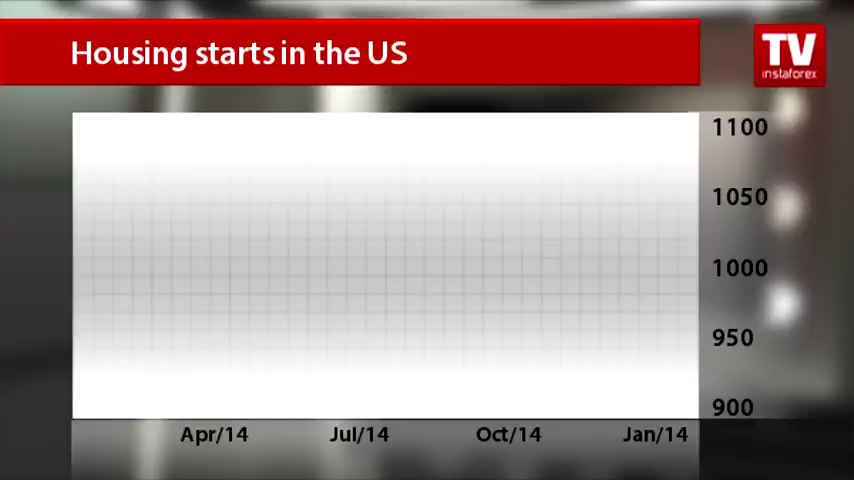 Housing starts in the US
TV
instaforex
1100
1050
1000
950
900
Apr/14
Jul/14
Oct/14
Jan/14